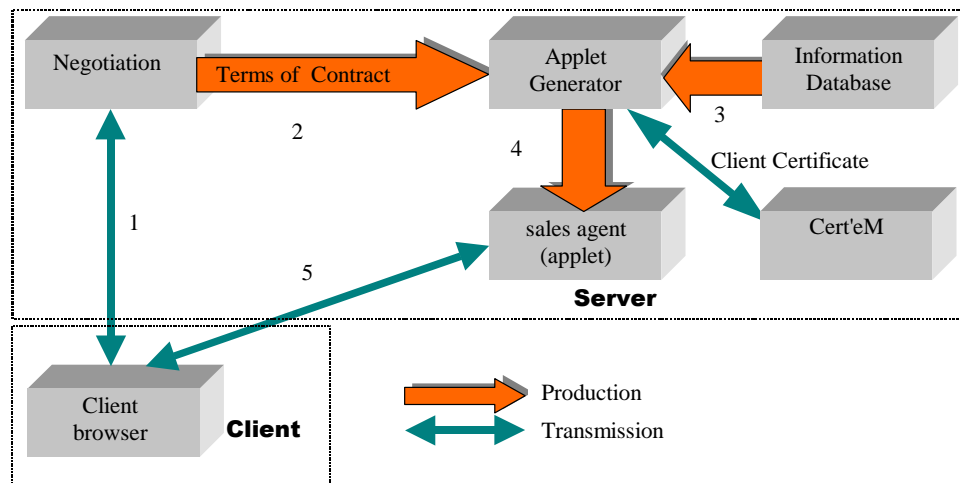 Negotiation
Terms of Contract
Applet
Generator
Information
Database
2
3
4
Client Certificate
1
sales agent
(applet)
Cert'eM
5
Server
Client
browser
Client
Production
Transmission